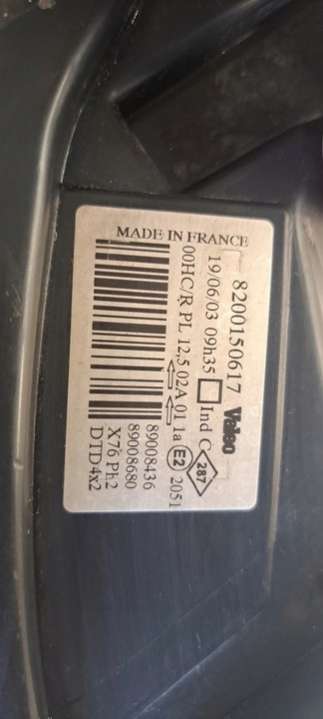 MADE IN FRANCE
Valeo
8200150617
Ind C
287
19/06/03 09h35
00HC/R PL 12,5 02A 01 1a E2 2051
89008436
89008680
X76 Ph2
DTD4x2